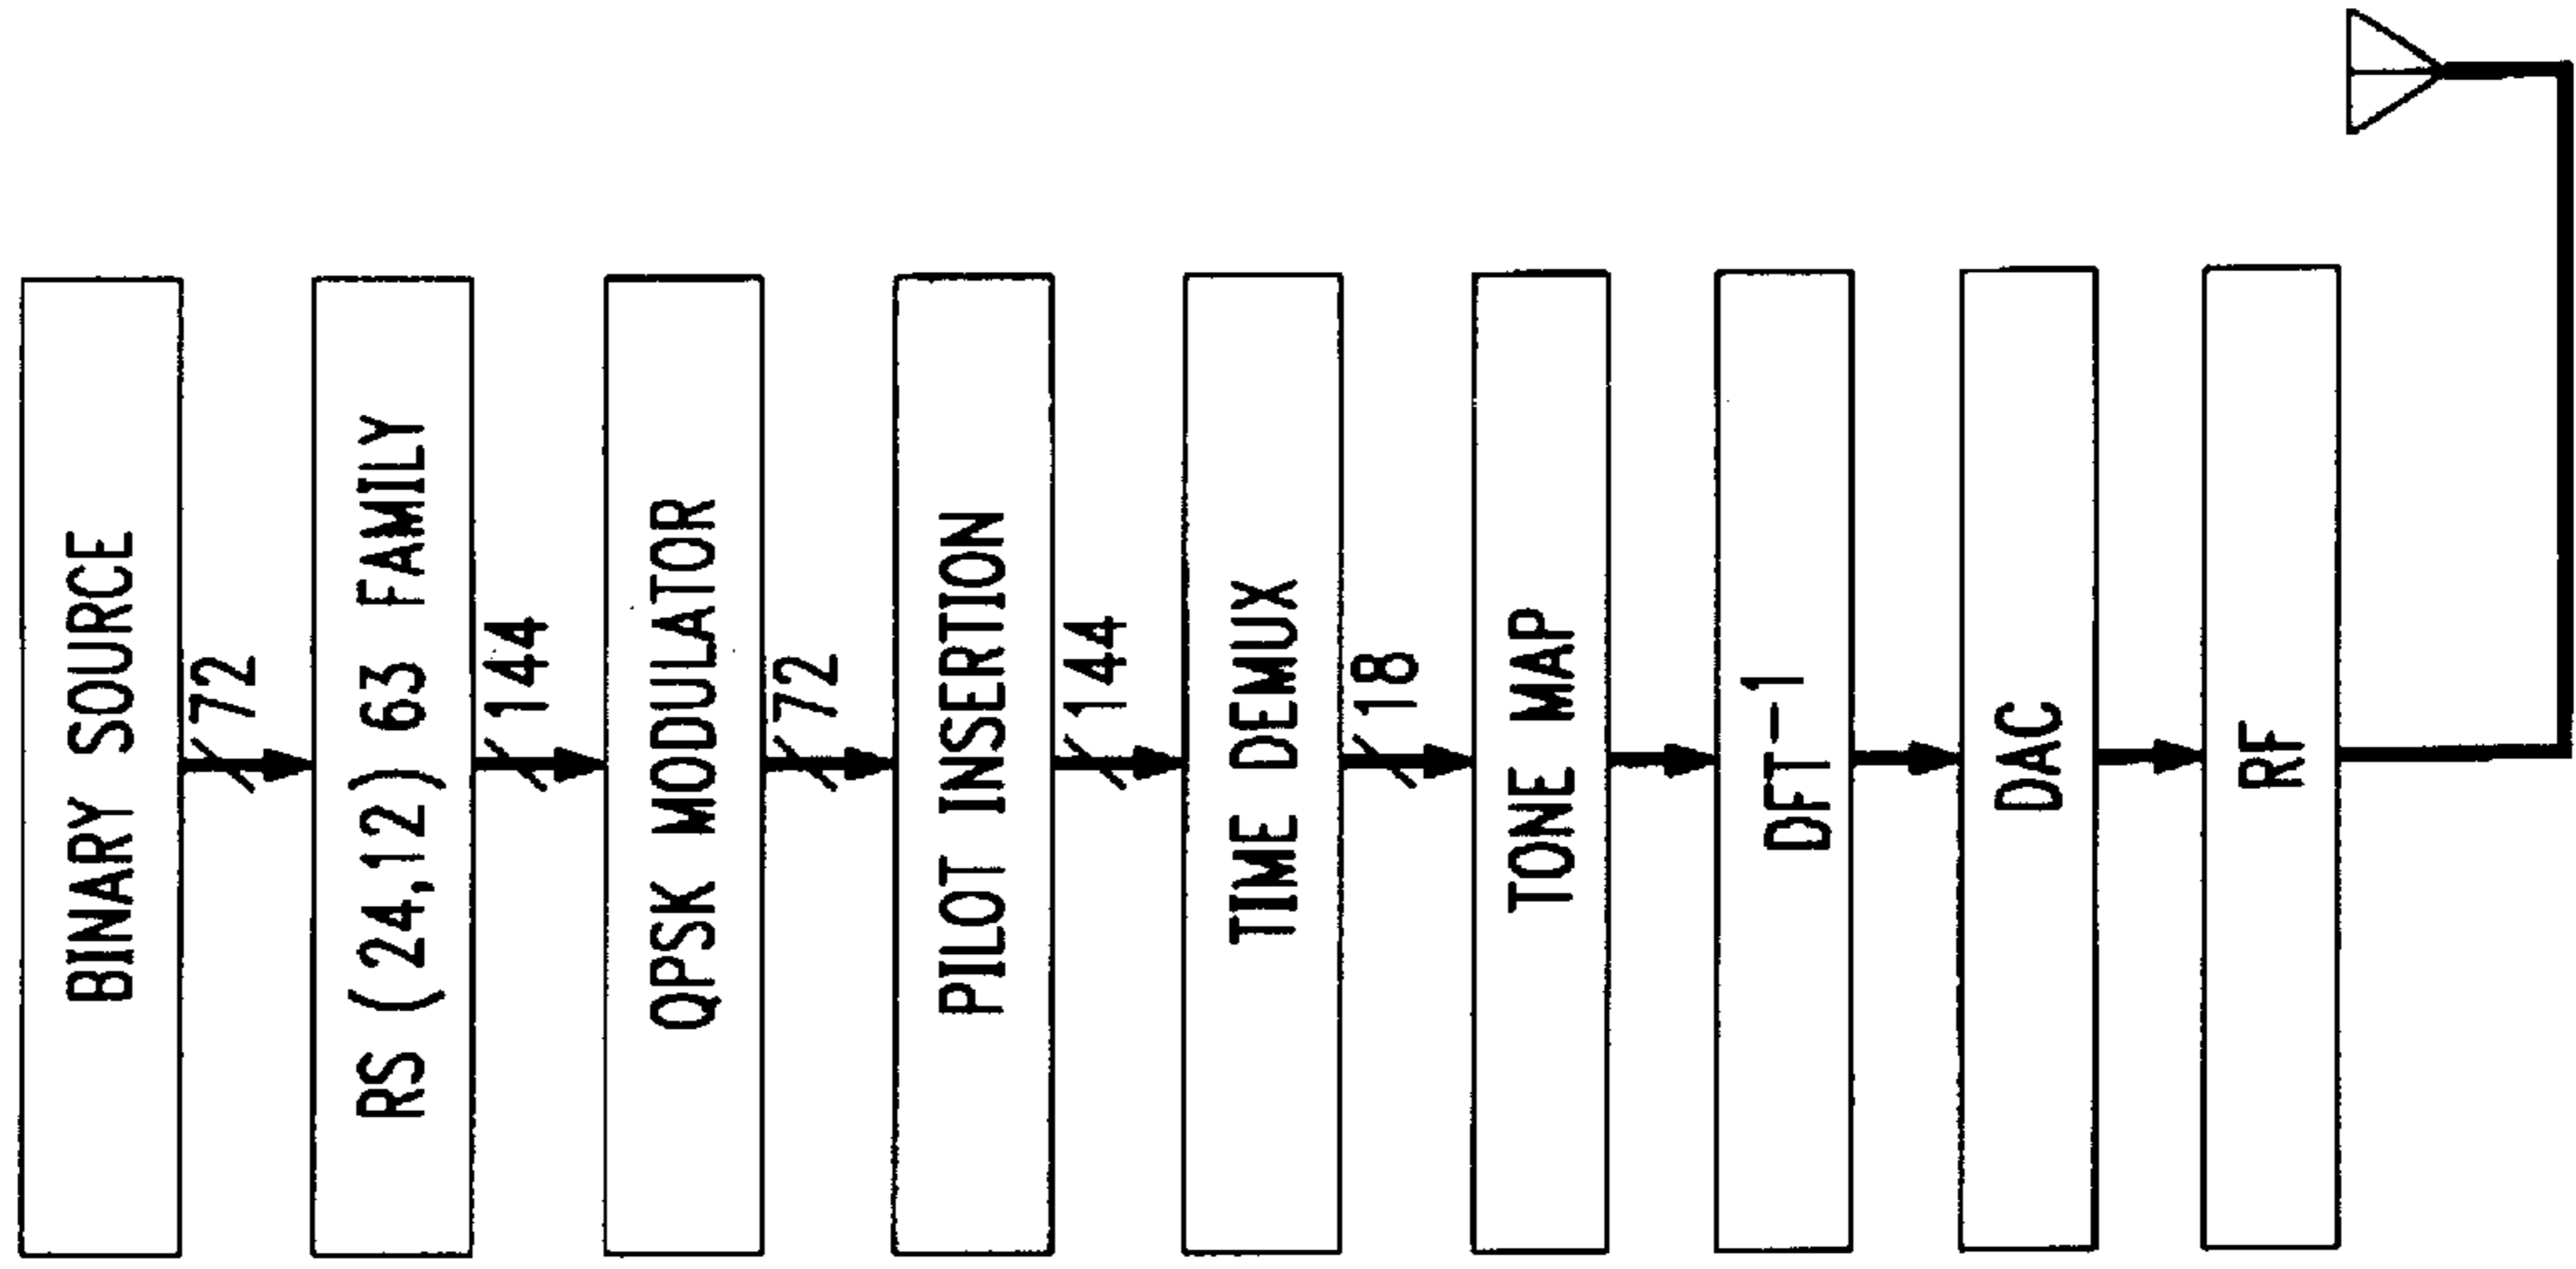 BINARY SOURCE
72
RS (24,12) 63 FAMILY
144
QPSK MODULATOR
72
PILOT INSERTION
144
TIME DEMUX
18
TONE MAP
DFT⁻¹
DAC
RF